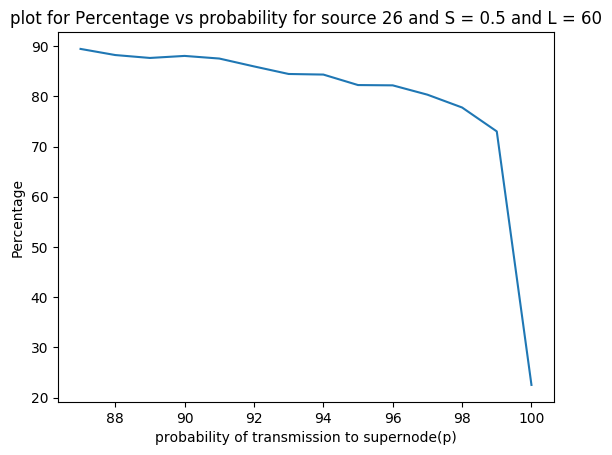 plot for Percentage vs probability for source 26 and S = 0.5 and L = 60
90
80
70
60
50
40
30
20
Percentage
88 90 92 94 96 98 100
probability of transmission to supernode(p)